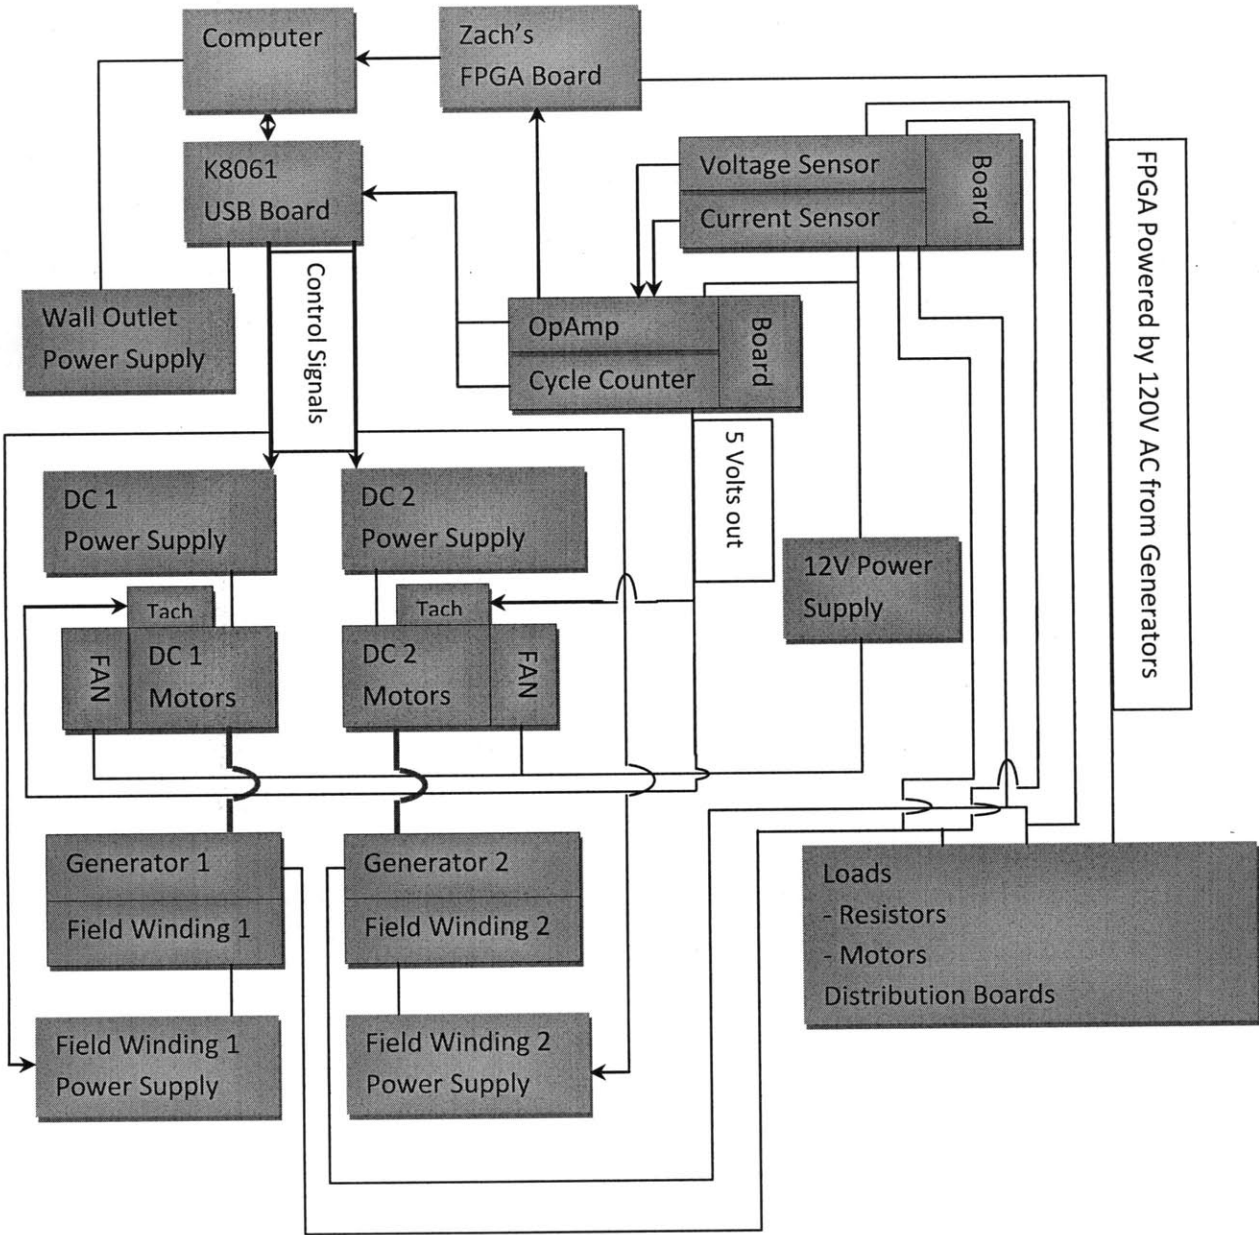 Computer
Zach's
FPGA Board
K8061
USB Board
Voltage Sensor
Current Sensor
Board
FPGA Powered by 120V AC from Generators
Control Signals
Wall Outlet
Power Supply
OpAmp
Cycle Counter
Board
5 Volts out
DC 1
Power Supply
DC 2
Power Supply
12V Power
Supply
Tach
Tach
FAN
DC 1
Motors
DC 2
Motors
FAN
Generator 1
Field Winding 1
Generator 2
Field Winding 2
Loads
- Resistors
- Motors
Distribution Boards
Field Winding 1
Power Supply
Field Winding 2
Power Supply